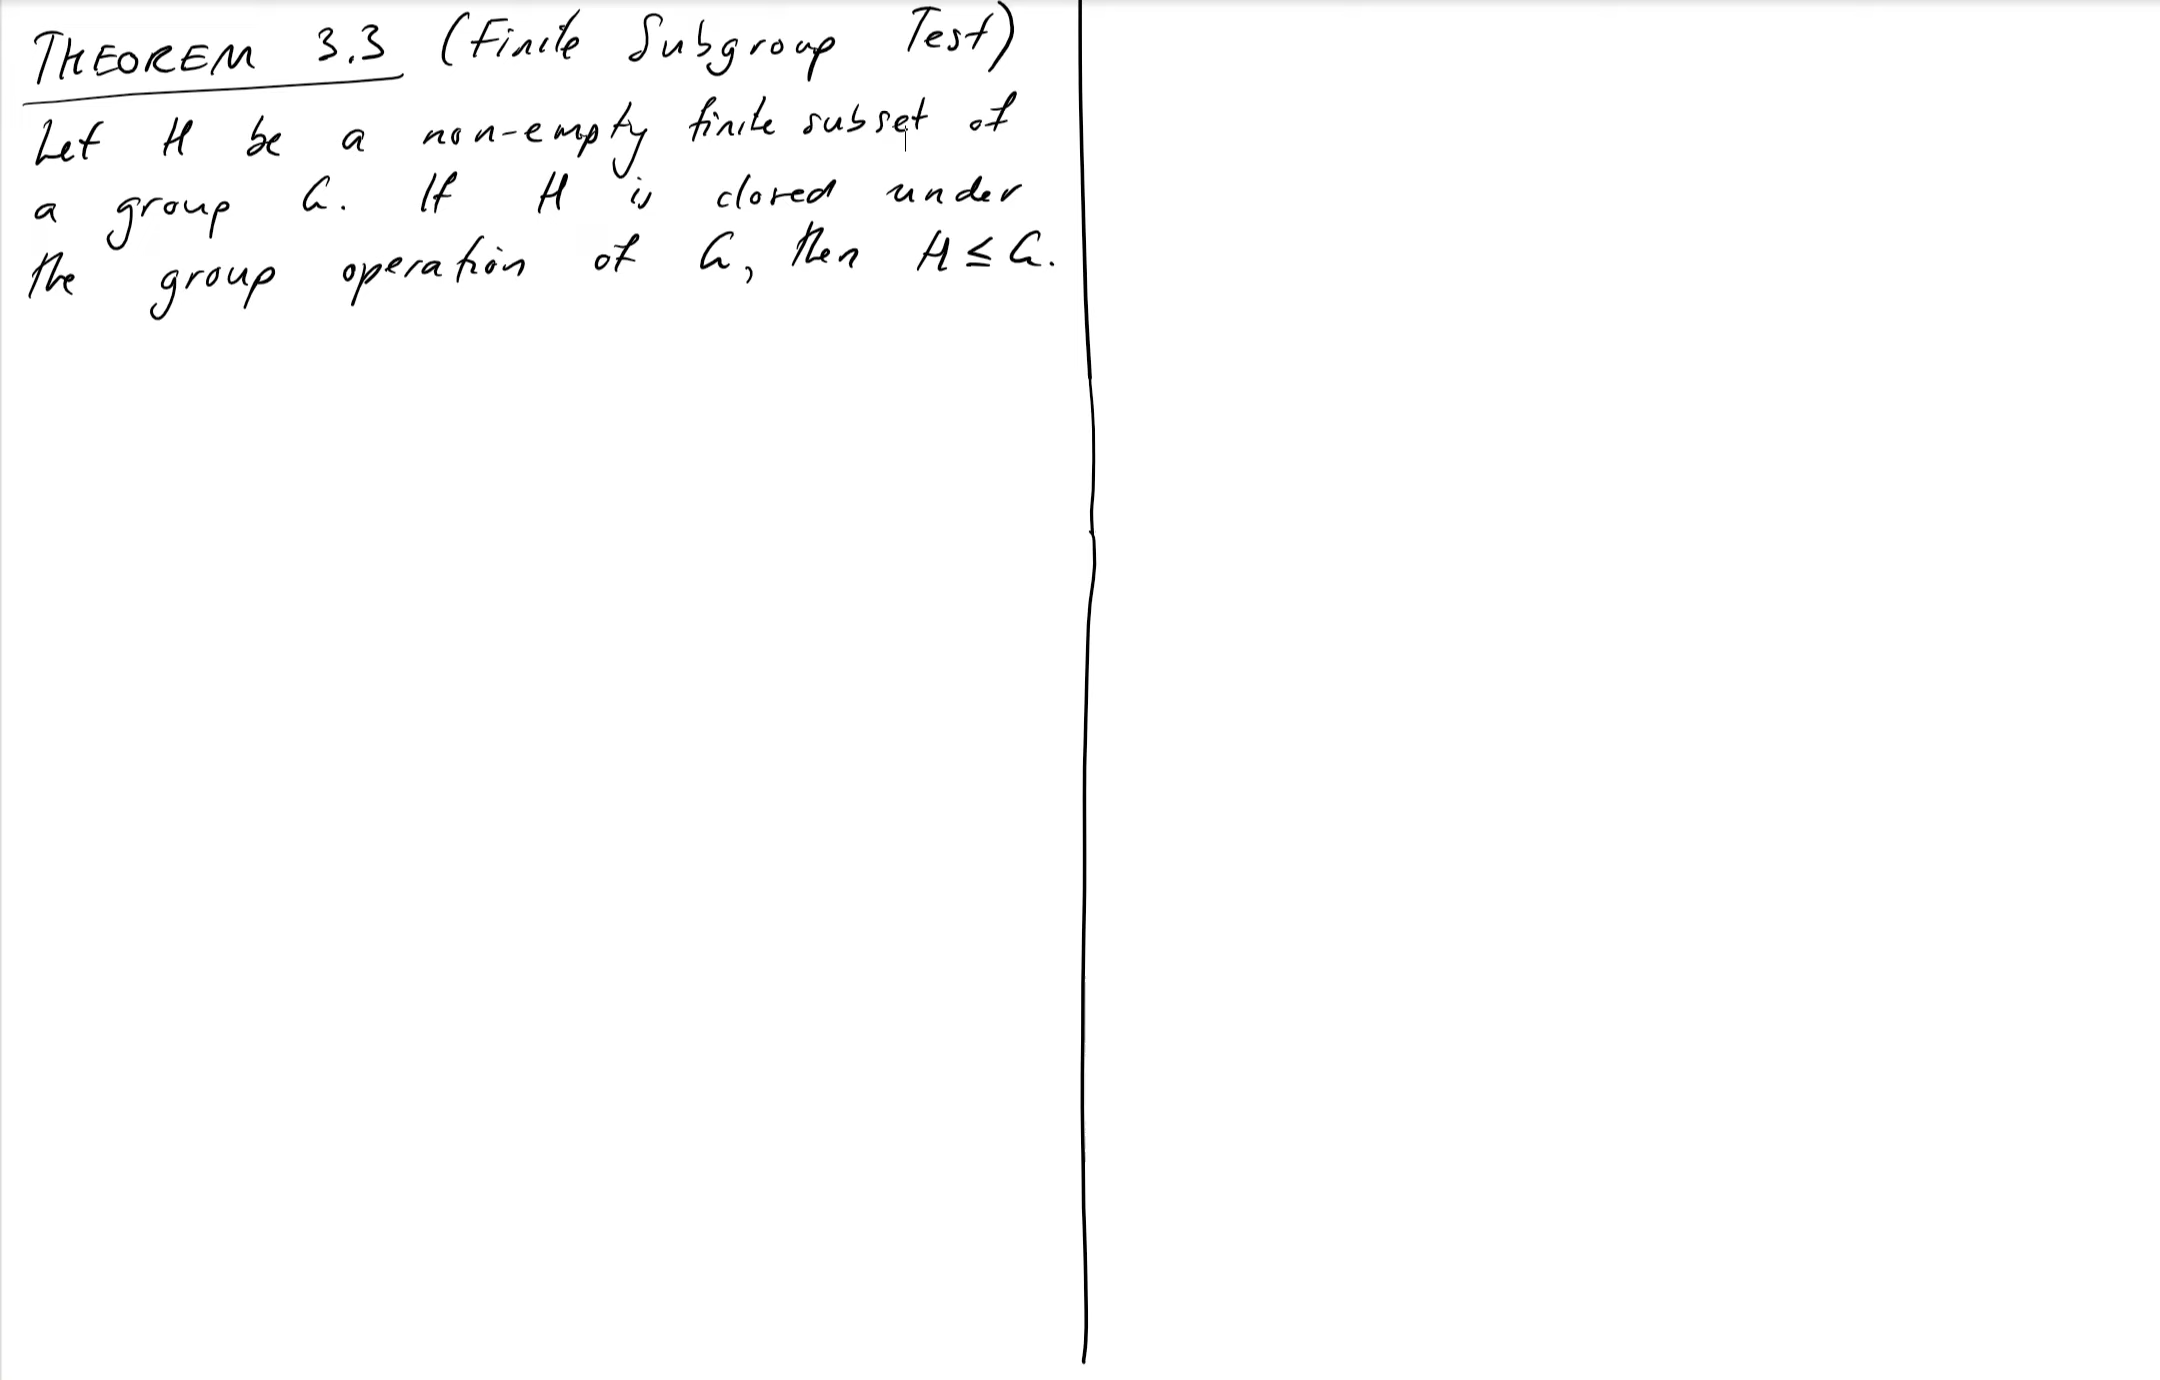 THEOREM 3.3 (Finite Subgroup Test)
Let H be a non-empty finite subset of
a group G. If H is closed under
the group operation of G, then H ≤ G.